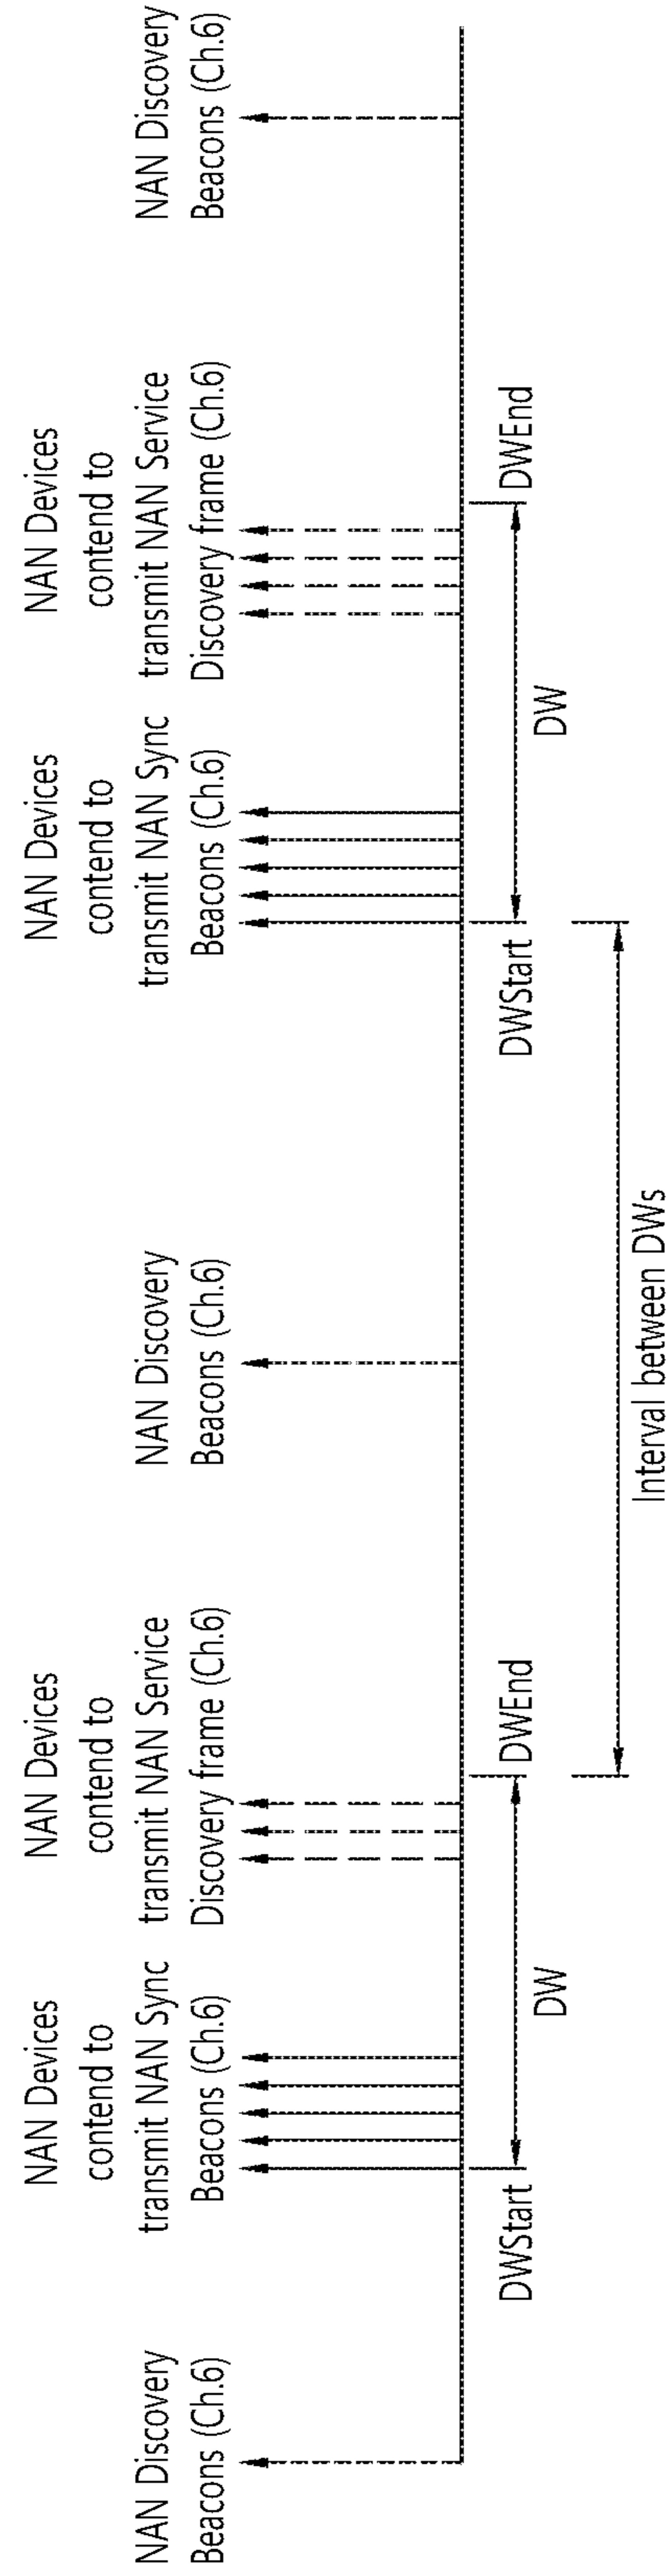 NAN Discovery
Beacons (Ch.6)
NAN Devices
contend to
transmit NAN Sync
Beacons (Ch.6)
NAN Devices
contend to
transmit NAN Service
Discovery frame (Ch.6)
NAN Discovery
Beacons (Ch.6)
NAN Devices
contend to
transmit NAN Sync
Beacons (Ch.6)
NAN Devices
contend to
transmit NAN Service
Discovery frame (Ch.6)
NAN Discovery
Beacons (Ch.6)
DWStart
DWEnd
DWStart
DWEnd
DW
DW
Interval between DWs